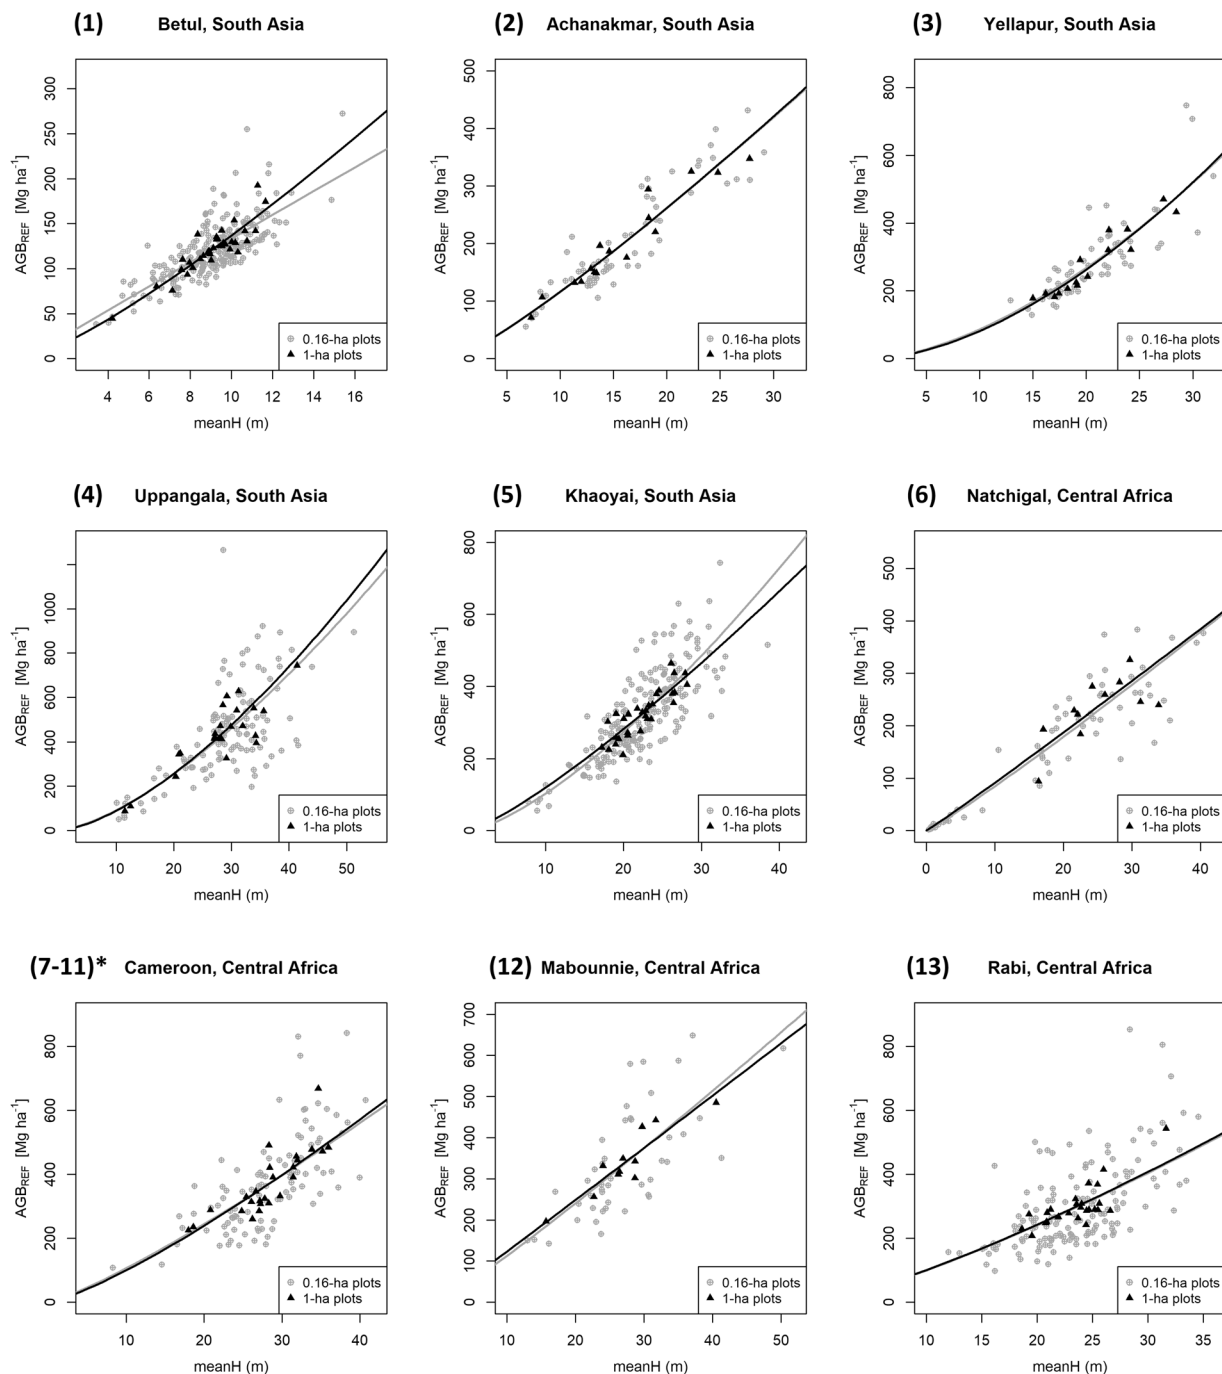 (1) Betul, South Asia
AGB_REF [Mg ha⁻¹]
0 50 100 150 200 250 300
4 6 8 10 12 14 16
meanH (m)
0.16-ha plots
1-ha plots
(2) Achanakmar, South Asia
AGB_REF [Mg ha⁻¹]
0 100 200 300 400 500
5 10 15 20 25 30
meanH (m)
0.16-ha plots
1-ha plots
(3) Yellapur, South Asia
AGB_REF [Mg ha⁻¹]
0 200 400 600 800
5 10 15 20 25 30
meanH (m)
0.16-ha plots
1-ha plots
(4) Uppangala, South Asia
AGB_REF [Mg ha⁻¹]
0 200 400 600 800 1000
10 20 30 40 50
meanH (m)
0.16-ha plots
1-ha plots
(5) Khaoyai, South Asia
AGB_REF [Mg ha⁻¹]
0 200 400 600 800
10 20 30 40
meanH (m)
0.16-ha plots
1-ha plots
(6) Natchigal, Central Africa
AGB_REF [Mg ha⁻¹]
0 100 200 300 400 500
0 10 20 30 40
meanH (m)
0.16-ha plots
1-ha plots
(7-11)* Cameroon, Central Africa
AGB_REF [Mg ha⁻¹]
0 200 400 600 800
10 20 30 40
meanH (m)
0.16-ha plots
1-ha plots
(12) Mabounnie, Central Africa
AGB_REF [Mg ha⁻¹]
0 100 200 300 400 500 600 700
10 20 30 40 50
meanH (m)
0.16-ha plots
1-ha plots
(13) Rabi, Central Africa
AGB_REF [Mg ha⁻¹]
0 200 400 600 800
10 15 20 25 30 35
meanH (m)
0.16-ha plots
1-ha plots